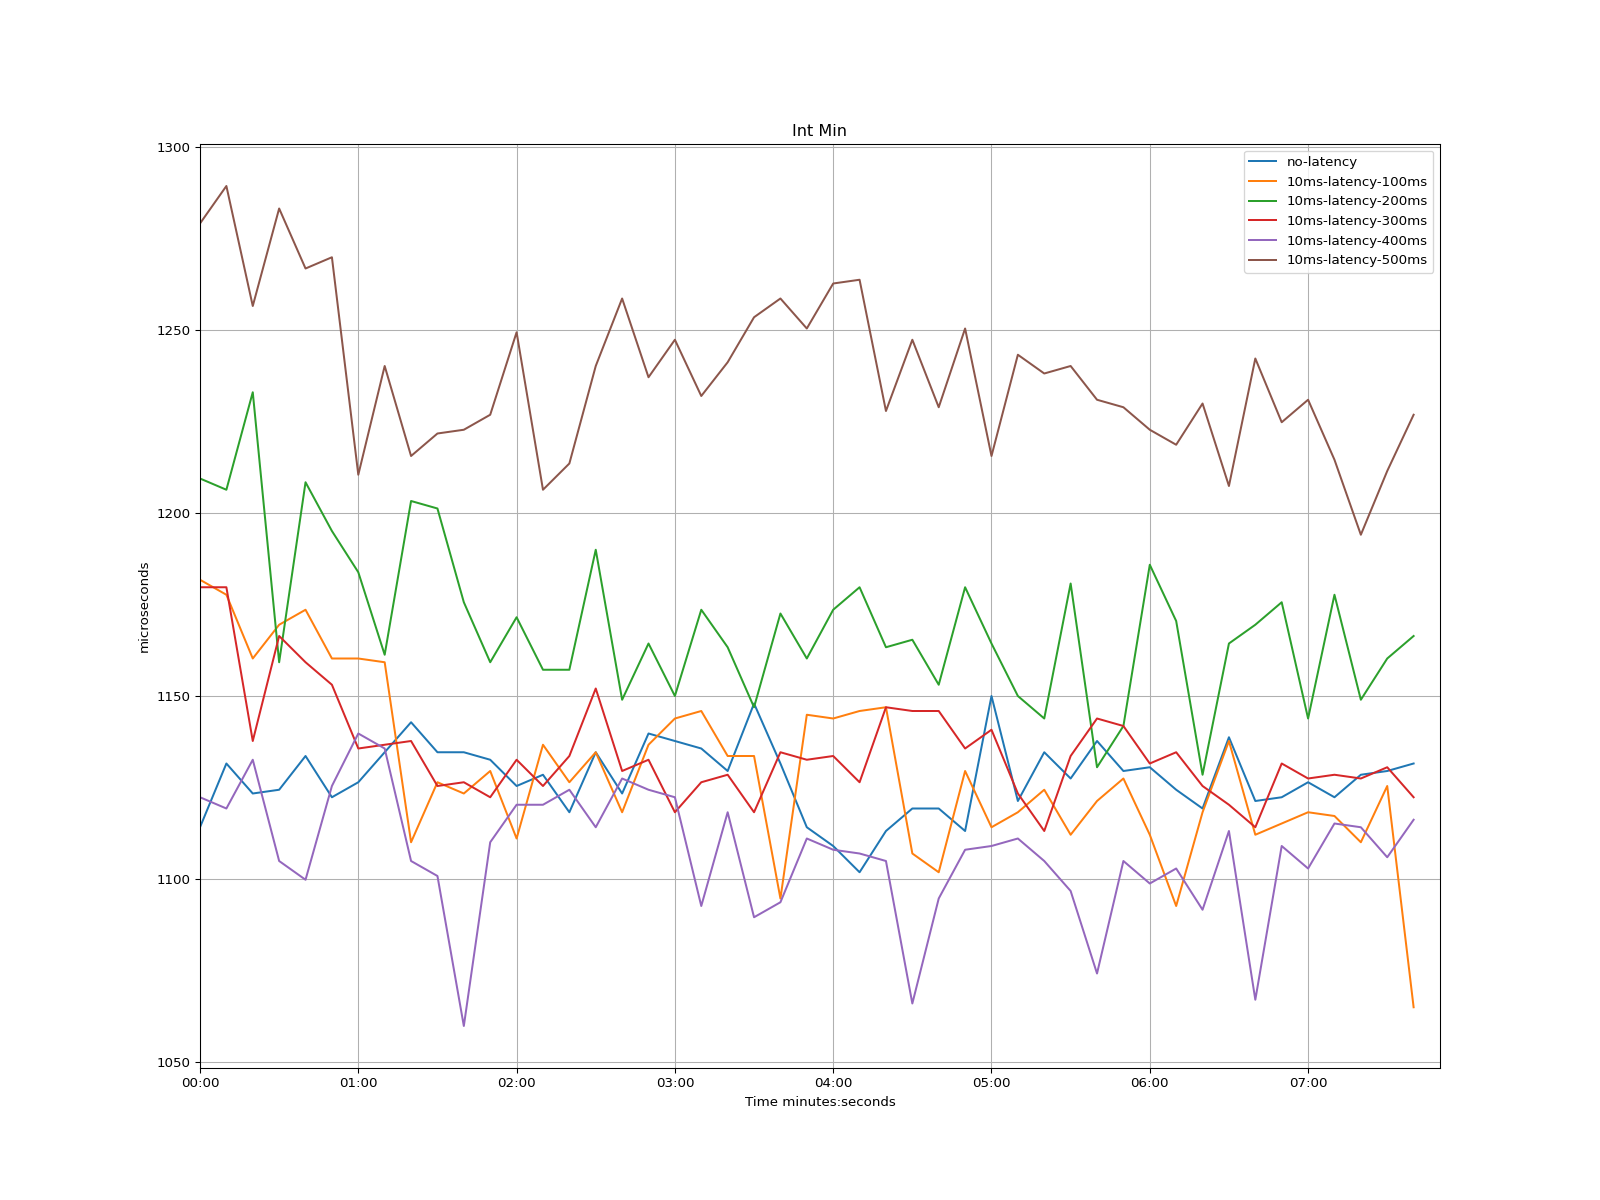 Int Min
1300
1250
1200
1150
1100
1050
microseconds
00:00 01:00 02:00 03:00 04:00 05:00 06:00 07:00
Time minutes:seconds
no-latency
10ms-latency-100ms
10ms-latency-200ms
10ms-latency-300ms
10ms-latency-400ms
10ms-latency-500ms